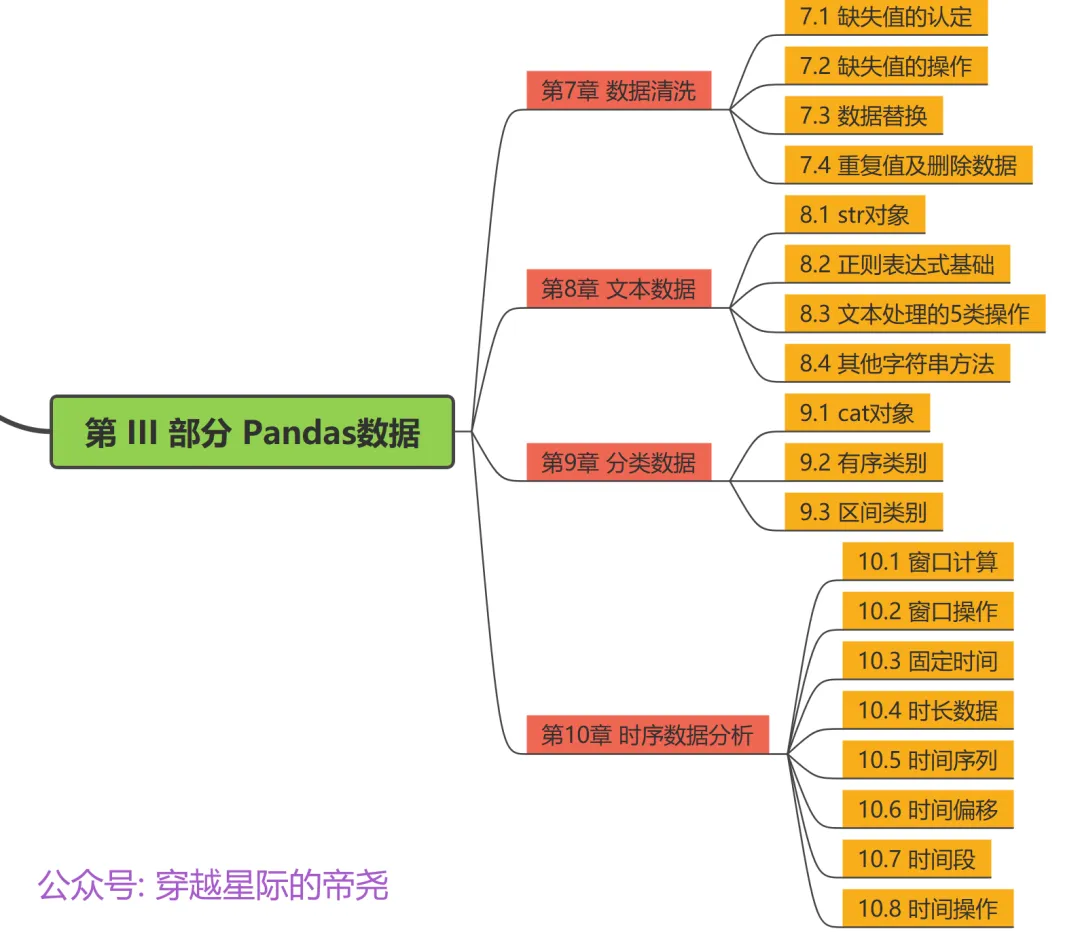 第 III 部分 Pandas数据
第7章 数据清洗
7.1 缺失值的认定
7.2 缺失值的操作
7.3 数据替换
7.4 重复值及删除数据
第8章 文本数据
8.1 str对象
8.2 正则表达式基础
8.3 文本处理的5类操作
8.4 其他字符串方法
第9章 分类数据
9.1 cat对象
9.2 有序类别
9.3 区间类别
第10章 时序数据分析
10.1 窗口计算
10.2 窗口操作
10.3 固定时间
10.4 时长数据
10.5 时间序列
10.6 时间偏移
10.7 时间段
10.8 时间操作
公众号: 穿越星际的帝尧